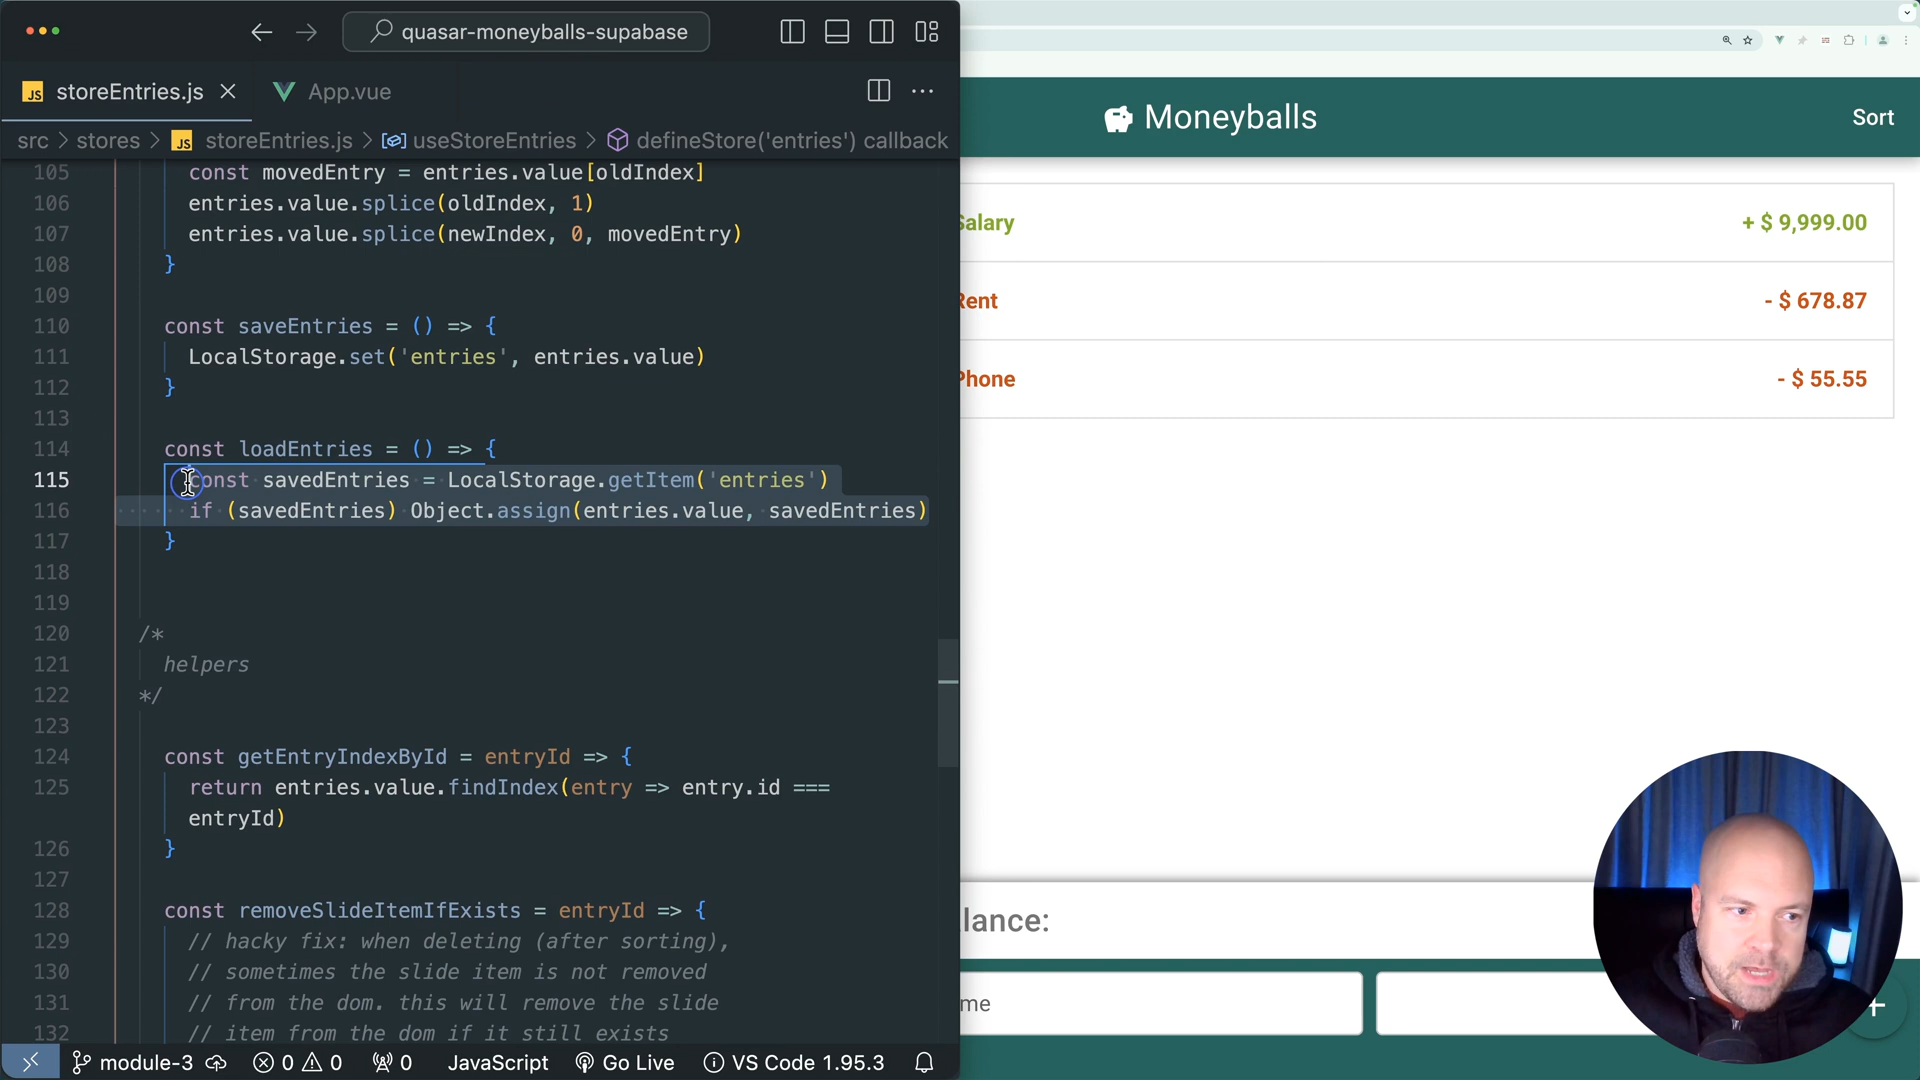 quasar-moneyballs-supabase
JS storeEntries.js
App.vue
src > stores > JS storeEntries.js > useStoreEntries > defineStore('entries') callback
105 const movedEntry = entries.value[oldIndex]
106 entries.value.splice(oldIndex, 1)
107 entries.value.splice(newIndex, 0, movedEntry)
108 }
109
110 const saveEntries = () => {
111 LocalStorage.set('entries', entries.value)
112 }
113
114 const loadEntries = () => {
115 const savedEntries = LocalStorage.getItem('entries')
116 if (savedEntries) Object.assign(entries.value, savedEntries)
117 }
118
119
120 /*
121 helpers
122 */
123
124 const getEntryIndexById = entryId => {
125 return entries.value.findIndex(entry => entry.id ===
entryId)
126 }
127
128 const removeSlideItemIfExists = entryId => {
129 // hacky fix: when deleting (after sorting),
130 // sometimes the slide item is not removed
131 // from the dom. this will remove the slide
132 // item from the dom if it still exists
module-3 0 0 0 JavaScript Go Live VS Code 1.95.3
Moneyballs
Sort
Salary + $ 9,999.00
Rent - $ 678.87
Phone - $ 55.55
lance:
me
+